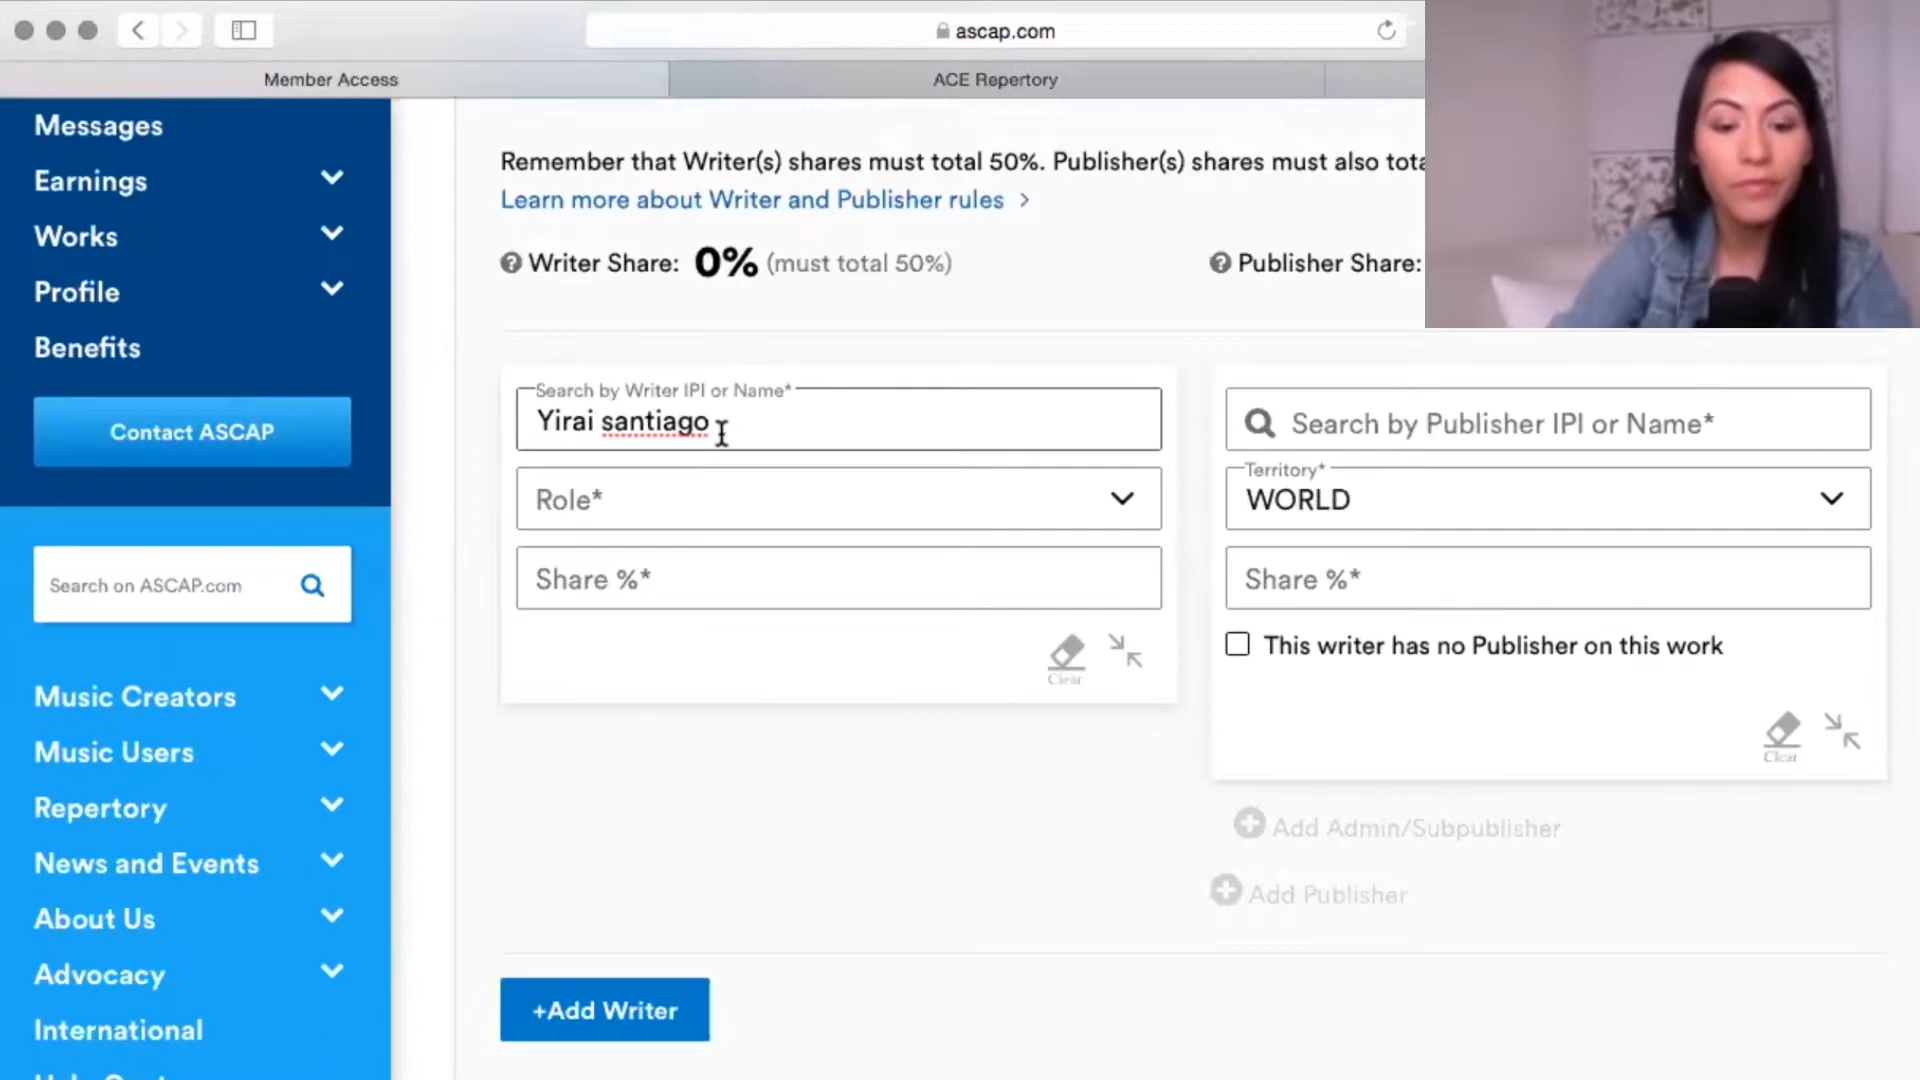 ascap.com
Member Access
ACE Repertory
Messages
Earnings
Works
Profile
Benefits
Contact ASCAP
Search on ASCAP.com
Music Creators
Music Users
Repertory
News and Events
About Us
Advocacy
International
Remember that Writer(s) shares must total 50%. Publisher(s) shares must also tota
Learn more about Writer and Publisher rules >
Writer Share: 0% (must total 50%)
Publisher Share:
Search by Writer IPI or Name*
Yirai santiago
Role*
Share %*
Clear
Search by Publisher IPI or Name*
Territory*
WORLD
Share %*
This writer has no Publisher on this work
Clear
Add Admin/Subpublisher
Add Publisher
+Add Writer